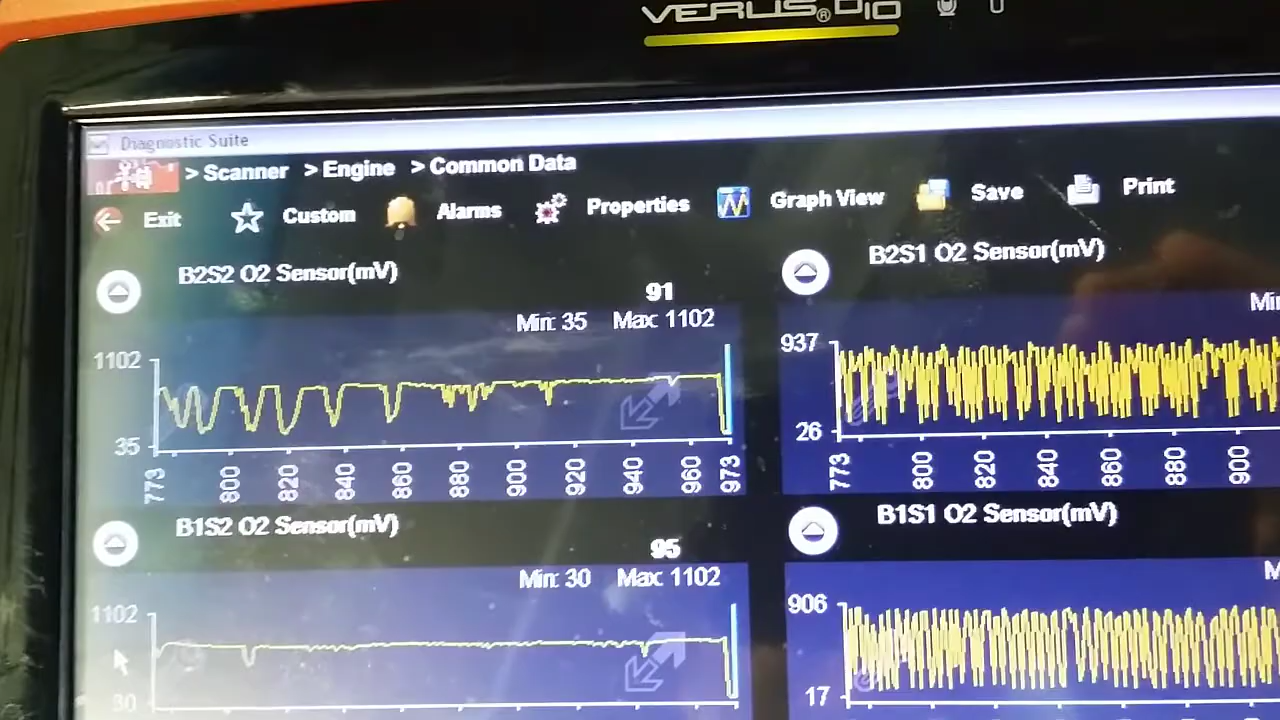 VERUS® PRO
Diagnostic Suite
> Scanner > Engine > Common Data
Exit Custom Alarms Properties Graph View Save Print
B2S2 O2 Sensor(mV)
91
Min: 35 Max: 1102
1102
35
773 800 820 840 860 880 900 920 940 960 973
B2S1 O2 Sensor(mV)
937
26
773 800 820 840 860 880 900
B1S2 O2 Sensor(mV)
95
Min: 30 Max: 1102
1102
30
B1S1 O2 Sensor(mV)
906
17